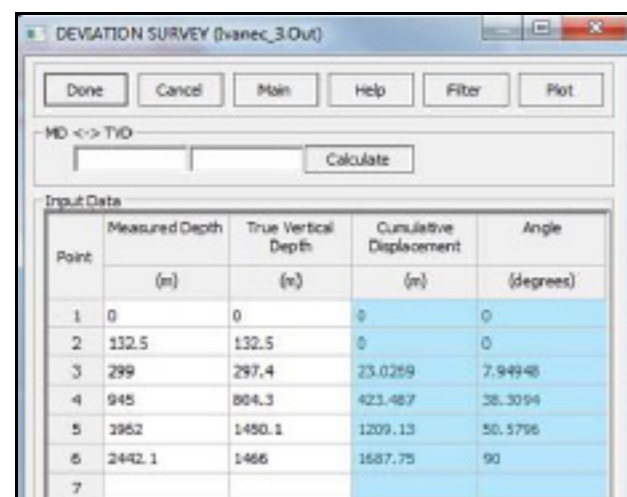 DEVIATION SURVEY (Ivanec_3.Out)
Done Cancel Main Help Filter Plot
MD <-> TVD
Calculate
Input Data
Point Measured Depth True Vertical Depth Cumulative Displacement Angle
(m) (m) (m) (degrees)
1 0 0 0 0
2 132.5 132.5 0 0
3 299 297.4 23.0269 7.94948
4 945 804.3 423.487 38.3094
5 1962 1450.1 1209.13 50.5796
6 2442.1 1466 1687.75 90
7